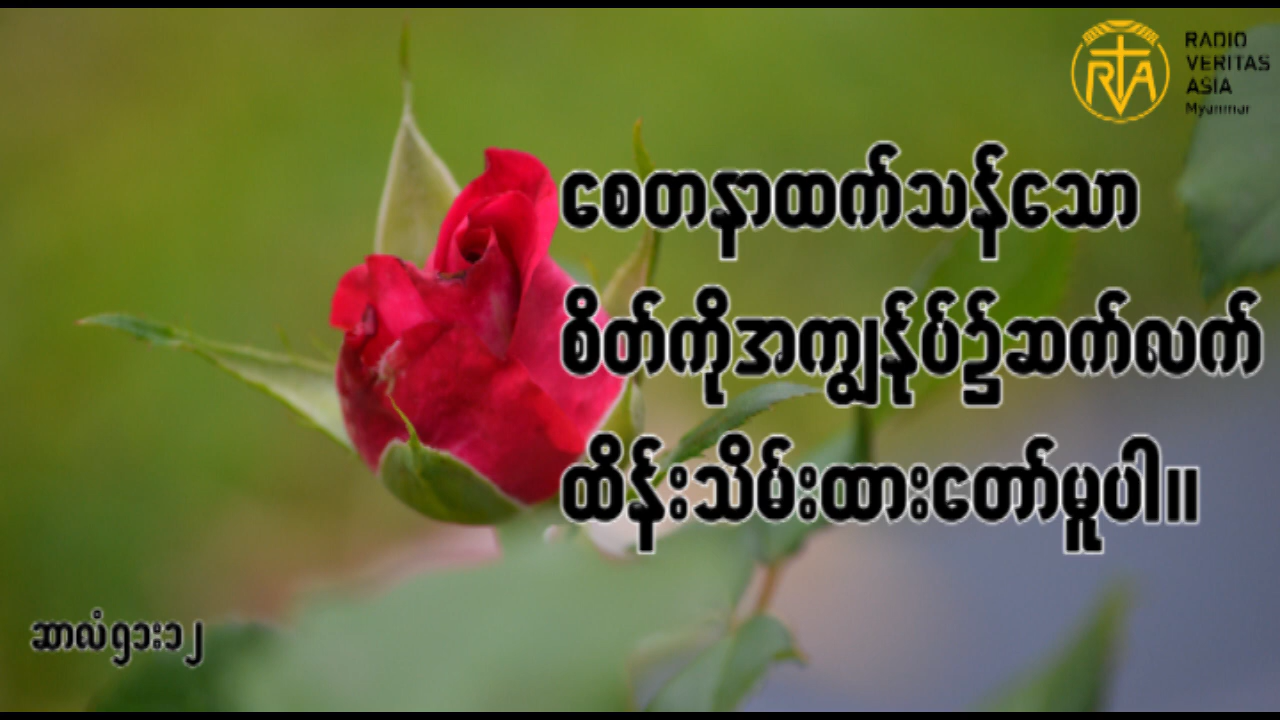 RADIO
VERITAS
ASIA
Myanmar
RVA
စေတနာထက်သန်သော
စိတ်ကိုအကျွန်ုပ်၌ဆက်လက်
ထိန်းသိမ်းထားတော်မူပါ။
ဆာလံ၅၁း၁၂